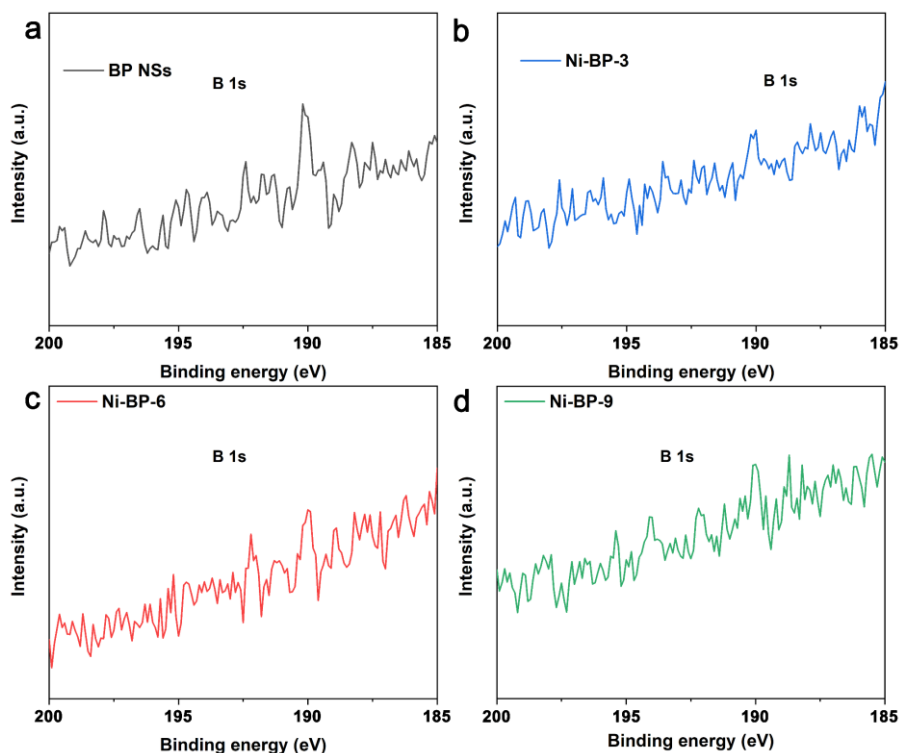 a
BP NSs
B 1s
Intensity (a.u.)
200
195
190
185
Binding energy (eV)
b
Ni-BP-3
B 1s
Intensity (a.u.)
200
195
190
185
Binding energy (eV)
c
Ni-BP-6
B 1s
Intensity (a.u.)
200
195
190
185
Binding energy (eV)
d
Ni-BP-9
B 1s
Intensity (a.u.)
200
195
190
185
Binding energy (eV)